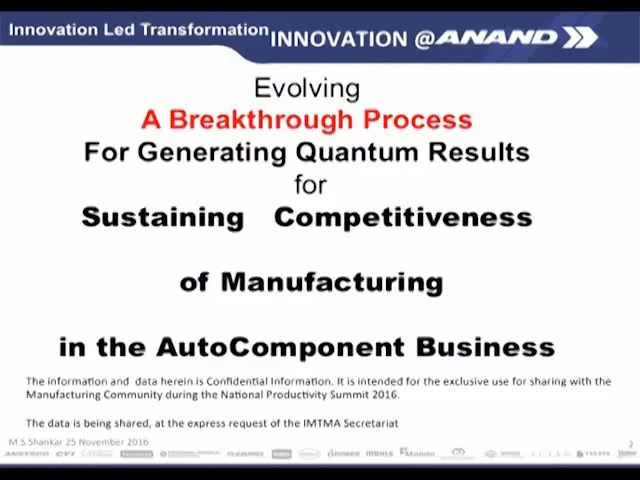 Innovation Led Transformation
INNOVATION @ANAND
Evolving
A Breakthrough Process
For Generating Quantum Results
for
Sustaining Competitiveness
of Manufacturing
in the AutoComponent Business
The information and data herein is Confidential Information. It is intended for the exclusive use for sharing with the
Manufacturing Community during the National Productivity Summit 2016.
The data is being shared, at the express request of the IMTMA Secretariat
M.S.Shankar 25 November 2016
2
MAHLE